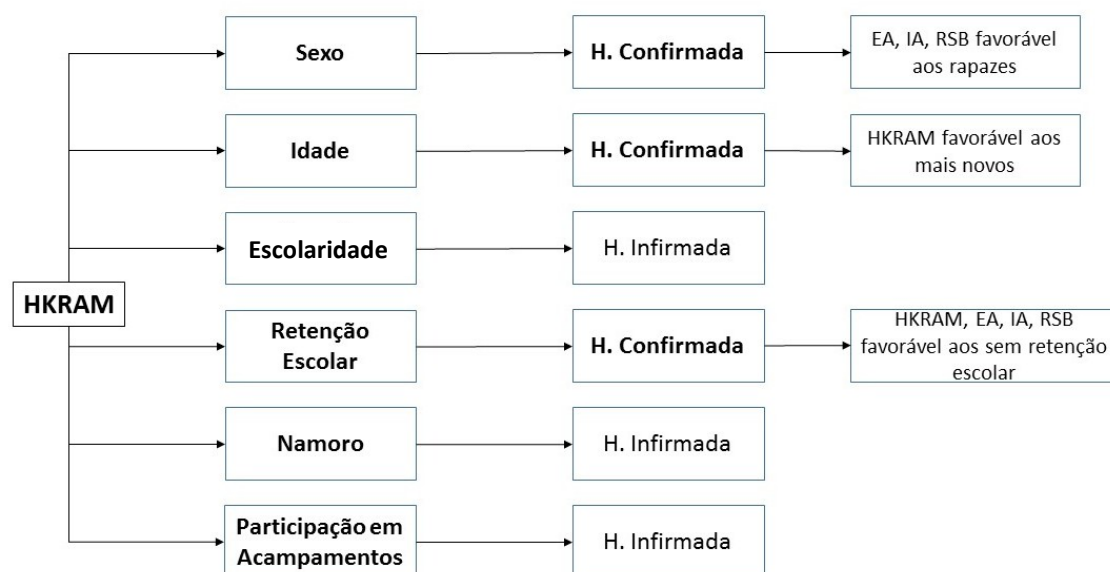 Sexo
H. Confirmada
EA, IA, RSB favorável
aos rapazes
Idade
H. Confirmada
HKRAM favorável aos
mais novos
Escolaridade
H. Infirmada
HKRAM
Retenção
Escolar
H. Confirmada
HKRAM, EA, IA, RSB
favorável aos sem retenção
escolar
Namoro
H. Infirmada
Participação em
Acampamentos
H. Infirmada